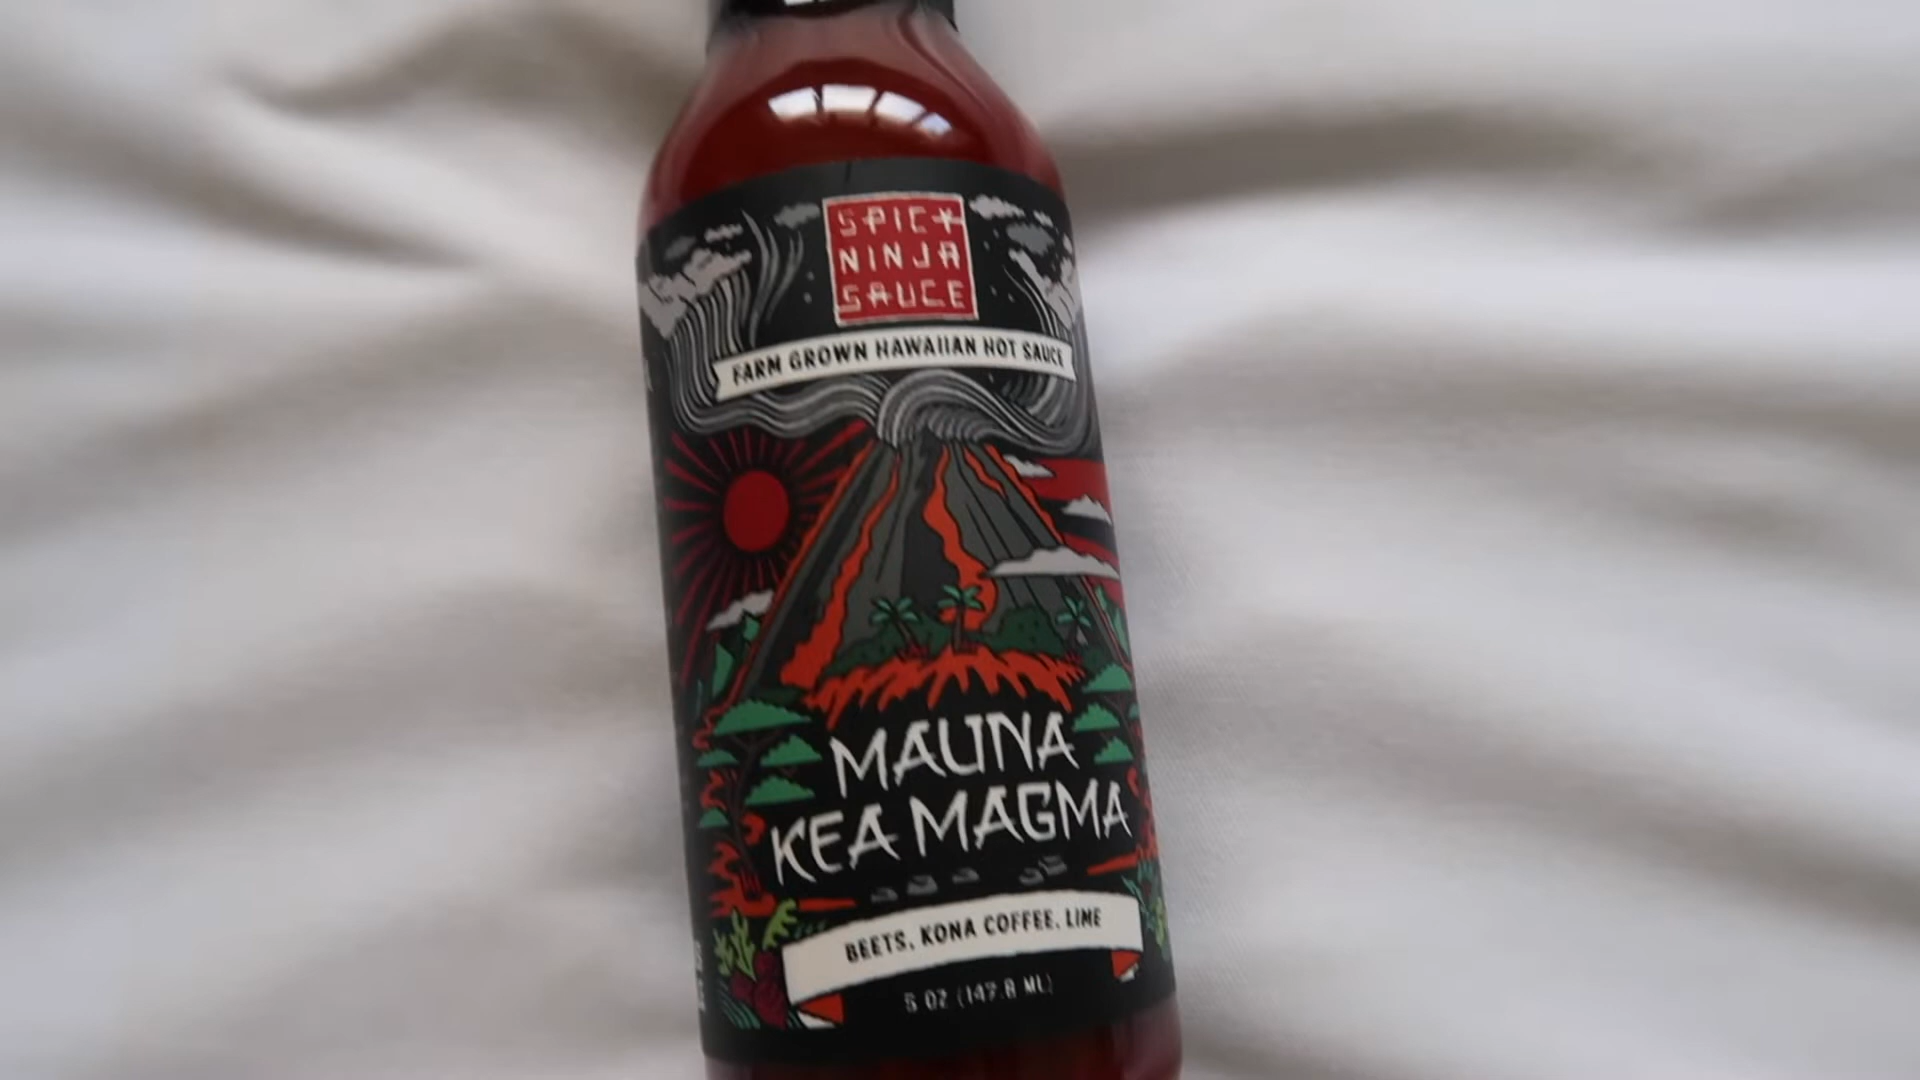 SPICY
NINJA
SAUCE
FARM GROWN HAWAIIAN HOT SAUCE
MAUNA
KEA MAGMA
BEETS, KONA COFFEE, LIME
5 OZ (147.8 ML)